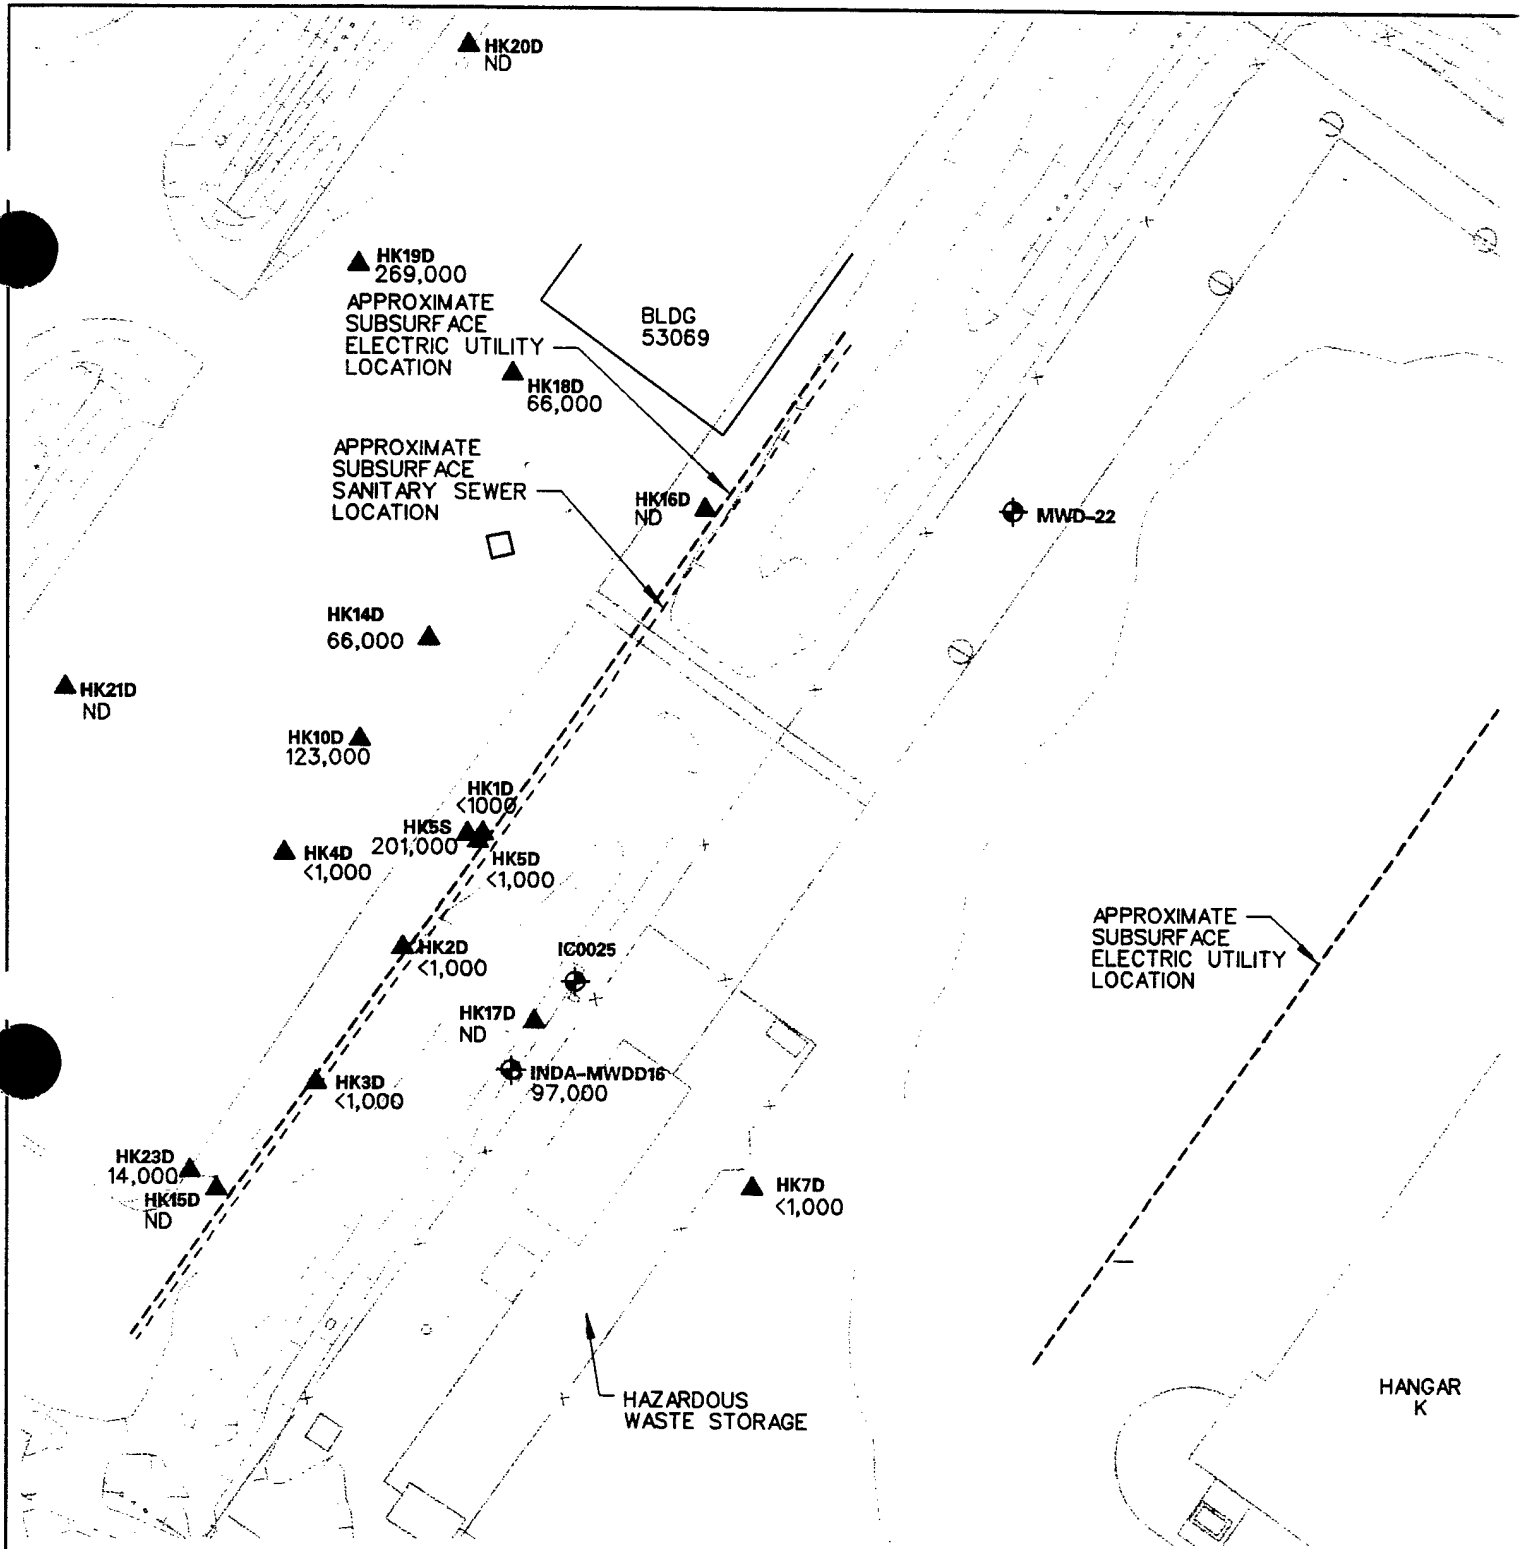 HK20D
ND
HK19D
269,000
APPROXIMATE
SUBSURFACE
ELECTRIC UTILITY
LOCATION
BLDG
53069
HK18D
66,000
APPROXIMATE
SUBSURFACE
SANITARY SEWER
LOCATION
HK16D
ND
MWD-22
HK14D
66,000
HK21D
ND
HK10D
123,000
HK1D
<1000
HK5S
201,000
HK4D
<1,000
HK5D
<1,000
HK2D
<1,000
IC0025
APPROXIMATE
SUBSURFACE
ELECTRIC UTILITY
LOCATION
HK17D
ND
INDA-MWDD16
97,000
HK3D
<1,000
HK23D
14,000
HK15D
ND
HK7D
<1,000
HAZARDOUS
WASTE STORAGE
HANGAR
K